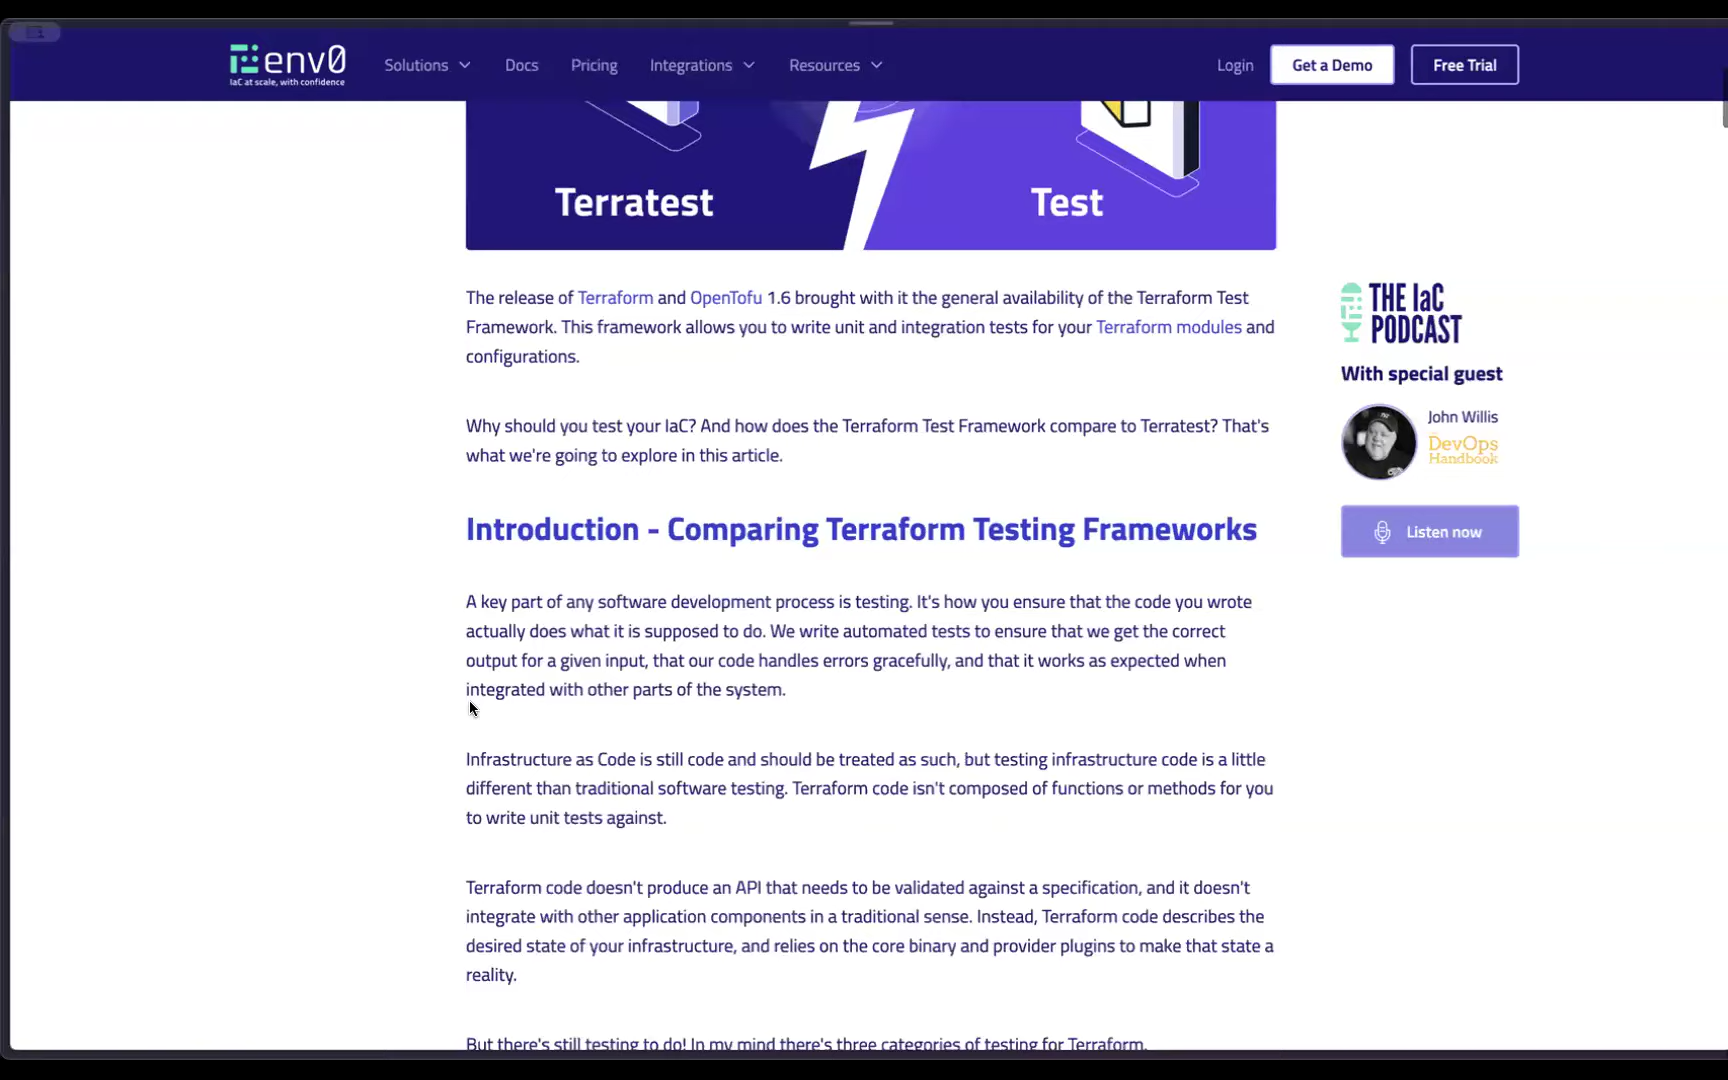 env0
IaC at scale, with confidence
Solutions
Docs
Pricing
Integrations
Resources
Login
Get a Demo
Free Trial
Terratest
Test
The release of Terraform and OpenTofu 1.6 brought with it the general availability of the Terraform Test
Framework. This framework allows you to write unit and integration tests for your Terraform modules and
configurations.
Why should you test your IaC? And how does the Terraform Test Framework compare to Terratest? That's
what we're going to explore in this article.
Introduction - Comparing Terraform Testing Frameworks
A key part of any software development process is testing. It's how you ensure that the code you wrote
actually does what it is supposed to do. We write automated tests to ensure that we get the correct
output for a given input, that our code handles errors gracefully, and that it works as expected when
integrated with other parts of the system.
Infrastructure as Code is still code and should be treated as such, but testing infrastructure code is a little
different than traditional software testing. Terraform code isn't composed of functions or methods for you
to write unit tests against.
Terraform code doesn't produce an API that needs to be validated against a specification, and it doesn't
integrate with other application components in a traditional sense. Instead, Terraform code describes the
desired state of your infrastructure, and relies on the core binary and provider plugins to make that state a
reality.
But there's still testing to do! In my mind there's three categories of testing for Terraform.
THE IaC
PODCAST
With special guest
John Willis
DevOps
Handbook
Listen now